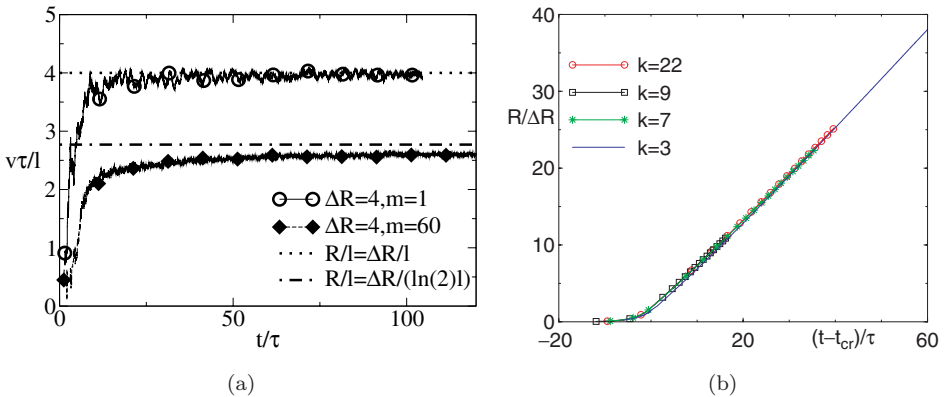 5
4
3
2
1
0
vτ/l
0
50
100
t/τ
ΔR=4,m=1
ΔR=4,m=60
R/l=ΔR/l
R/l=ΔR/(ln(2)l)
(a)
40
30
20
10
0
R/ΔR
−20
20
60
(t−t_cr)/τ
k=22
k=9
k=7
k=3
(b)